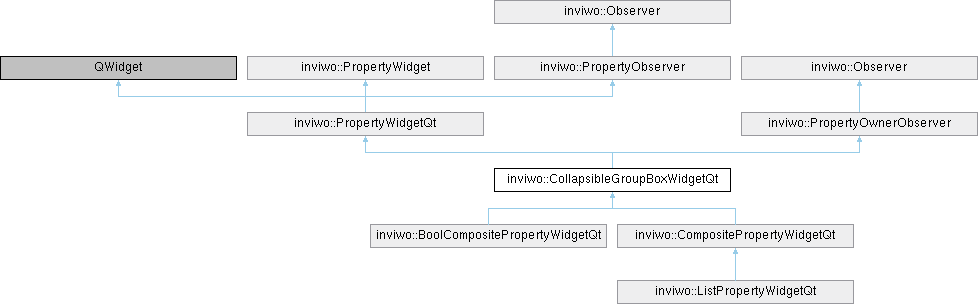 inviwo::Observer
QWidget
inviwo::PropertyWidget
inviwo::PropertyObserver
inviwo::Observer
inviwo::PropertyWidgetQt
inviwo::PropertyOwnerObserver
inviwo::CollapsibleGroupBoxWidgetQt
inviwo::BoolCompositePropertyWidgetQt
inviwo::CompositePropertyWidgetQt
inviwo::ListPropertyWidgetQt